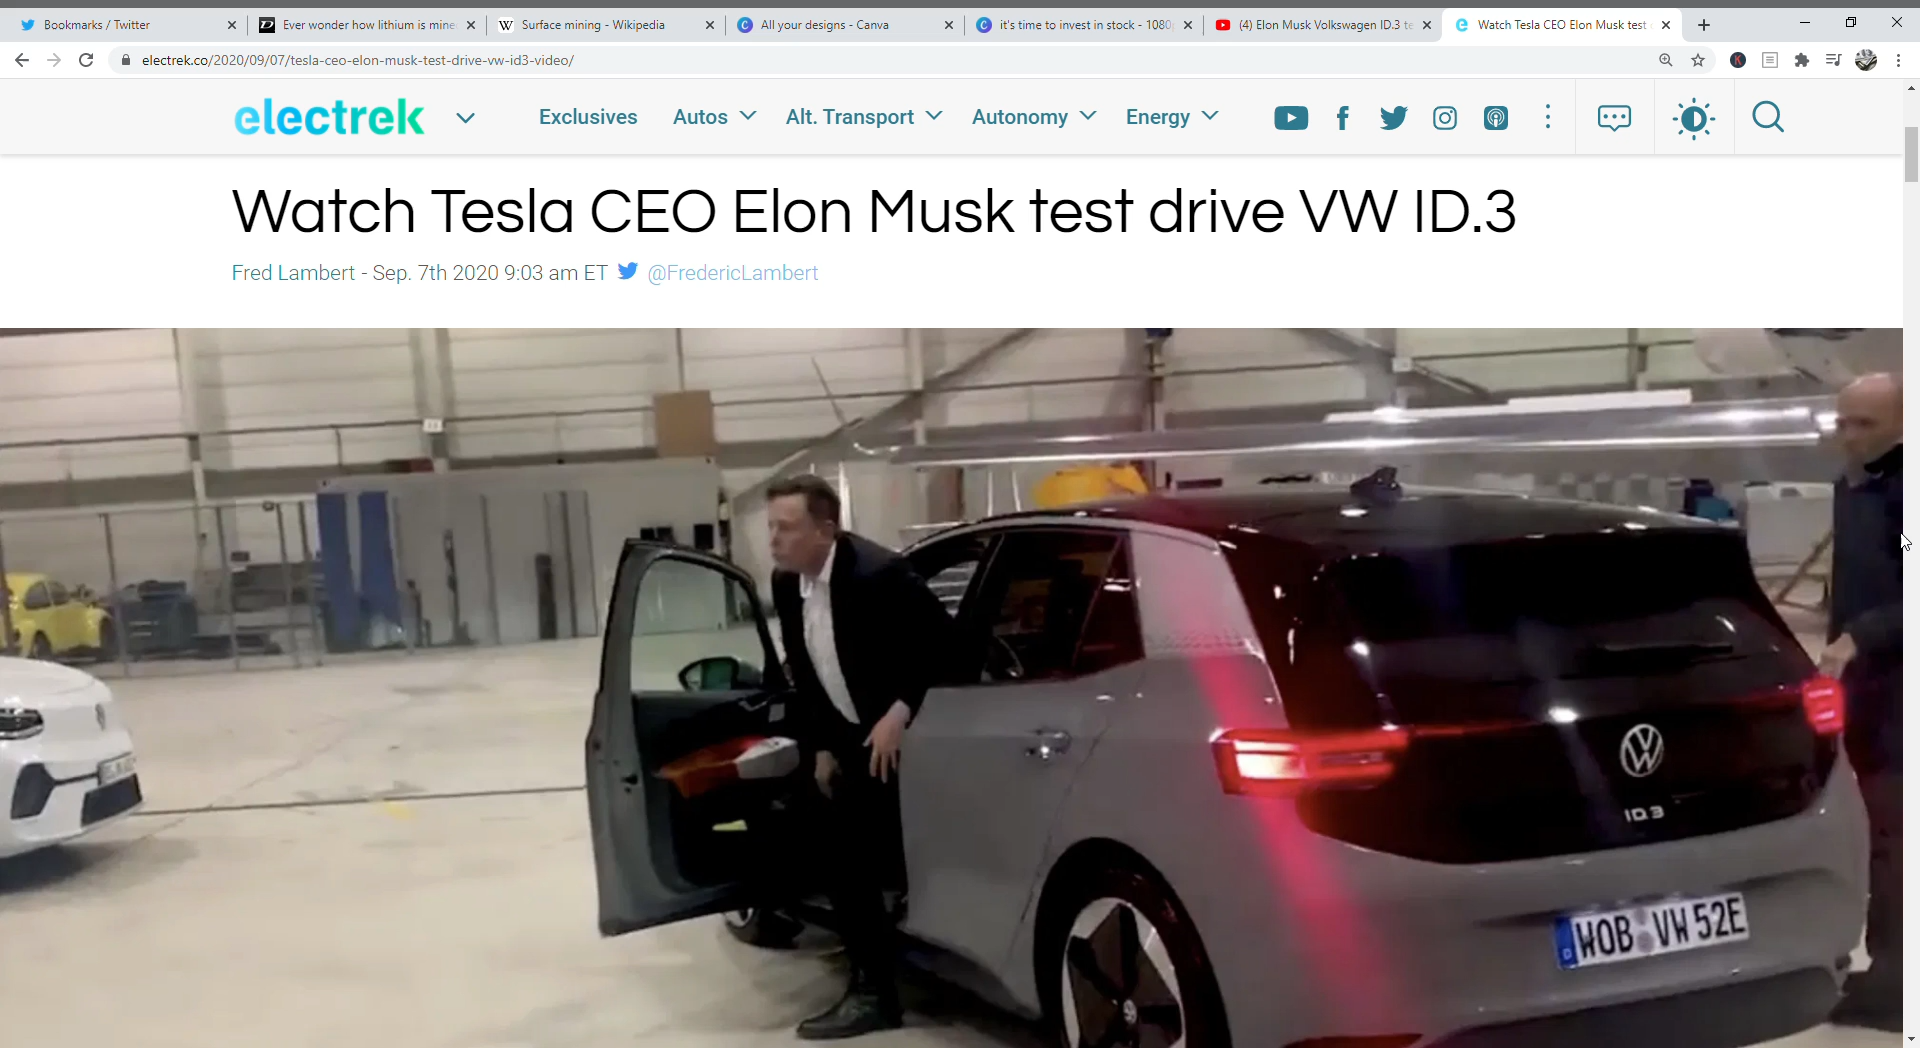 Bookmarks / Twitter
Ever wonder how lithium is mine
Surface mining - Wikipedia
All your designs - Canva
it's time to invest in stock - 1080
(4) Elon Musk Volkswagen ID.3 te
Watch Tesla CEO Elon Musk test
electrek.co/2020/09/07/tesla-ceo-elon-musk-test-drive-vw-id3-video/
electrek
Exclusives
Autos
Alt. Transport
Autonomy
Energy
Watch Tesla CEO Elon Musk test drive VW ID.3
Fred Lambert - Sep. 7th 2020 9:03 am ET @FredericLambert
ID.3
WOB VW 52E